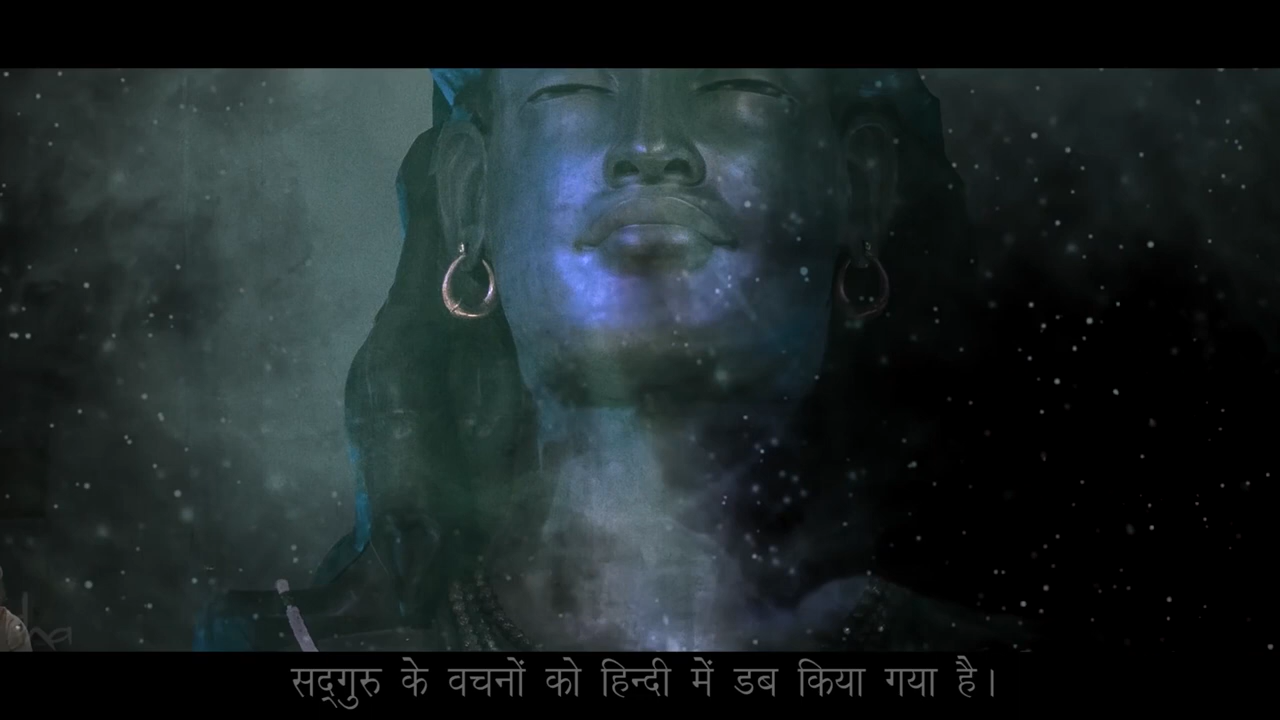 सद्गुरु के वचनों को हिन्दी में डब किया गया है।